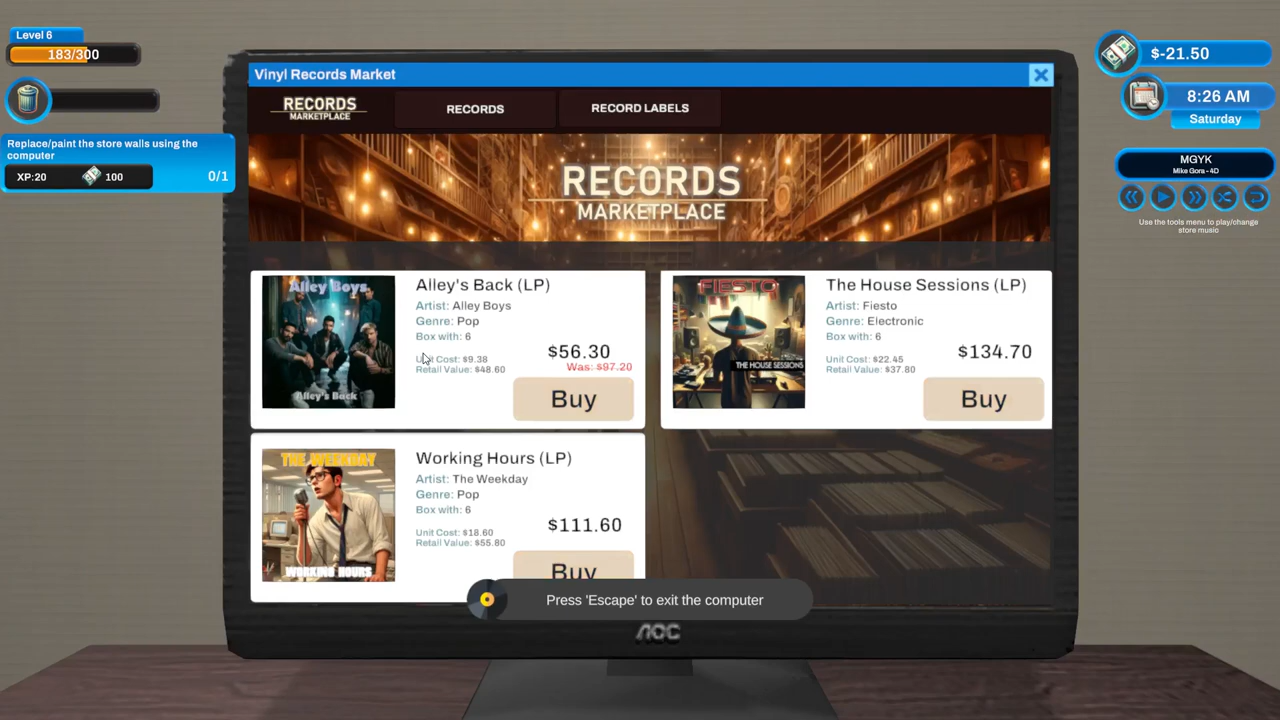 Level 6
183/300
Replace/paint the store walls using the
computer
XP:20
100
0/1
Vinyl Records Market
RECORDS
MARKETPLACE
RECORDS
RECORD LABELS
RECORDS
MARKETPLACE
Alley Boys
Alley's Back
Alley's Back (LP)
Artist: Alley Boys
Genre: Pop
Box with: 6
Unit Cost: $9.38
Retail Value: $48.60
$56.30
Was: $97.20
Buy
FIESTO
THE HOUSE SESSIONS
The House Sessions (LP)
Artist: Fiesto
Genre: Electronic
Box with: 6
Unit Cost: $22.45
Retail Value: $37.80
$134.70
Buy
THE WEEKDAY
WORKING HOURS
Working Hours (LP)
Artist: The Weekday
Genre: Pop
Box with: 6
Unit Cost: $18.60
Retail Value: $55.80
$111.60
Buy
Press 'Escape' to exit the computer
AOC
$-21.50
8:26 AM
Saturday
MGYK
Mike Gora - 4D
Use the tools menu to play/change
store music